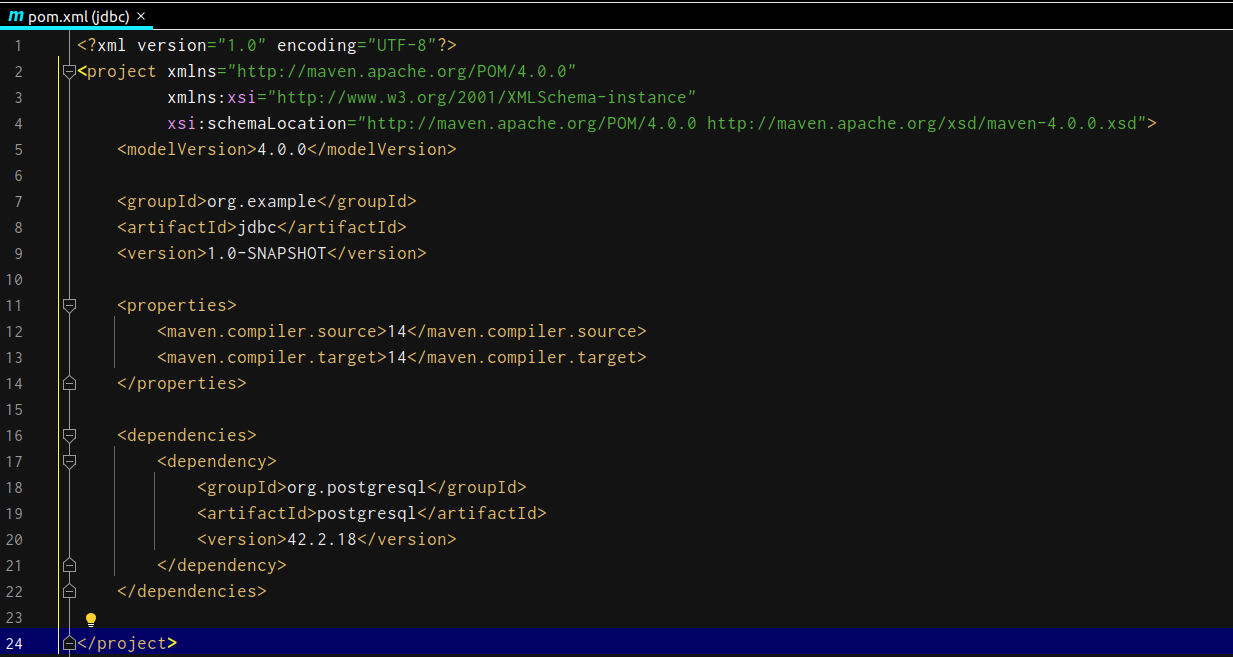 m pom.xml (jdbc) ×
1 <?xml version="1.0" encoding="UTF-8"?>
2 <project xmlns="http://maven.apache.org/POM/4.0.0"
3 xmlns:xsi="http://www.w3.org/2001/XMLSchema-instance"
4 xsi:schemaLocation="http://maven.apache.org/POM/4.0.0 http://maven.apache.org/xsd/maven-4.0.0.xsd">
5 <modelVersion>4.0.0</modelVersion>
6
7 <groupId>org.example</groupId>
8 <artifactId>jdbc</artifactId>
9 <version>1.0-SNAPSHOT</version>
10
11 <properties>
12 <maven.compiler.source>14</maven.compiler.source>
13 <maven.compiler.target>14</maven.compiler.target>
14 </properties>
15
16 <dependencies>
17 <dependency>
18 <groupId>org.postgresql</groupId>
19 <artifactId>postgresql</artifactId>
20 <version>42.2.18</version>
21 </dependency>
22 </dependencies>
23
24 </project>